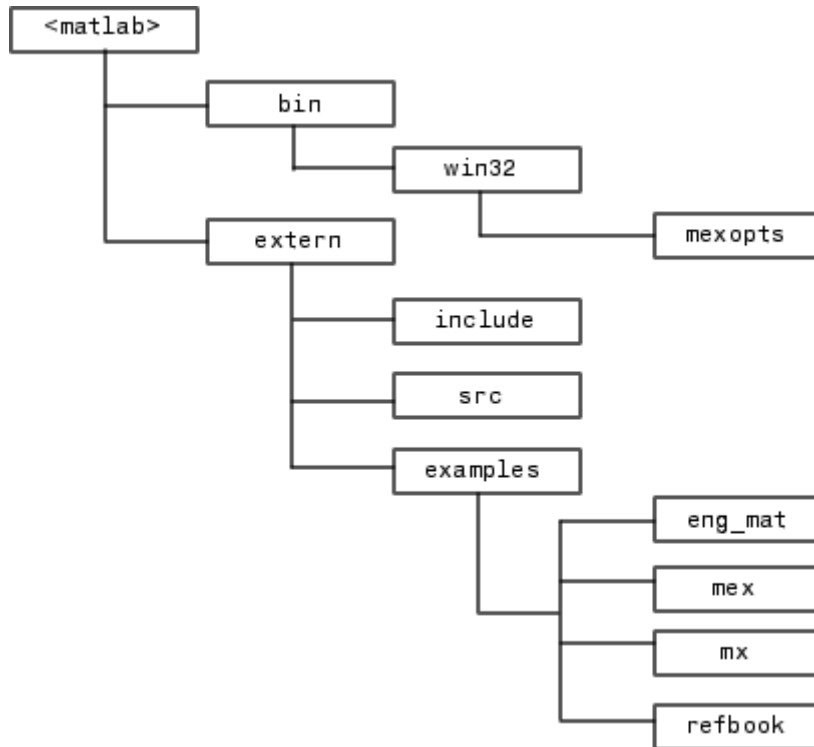 <matlab>
bin
win32
mexopts
extern
include
src
examples
eng_mat
mex
mx
refbook